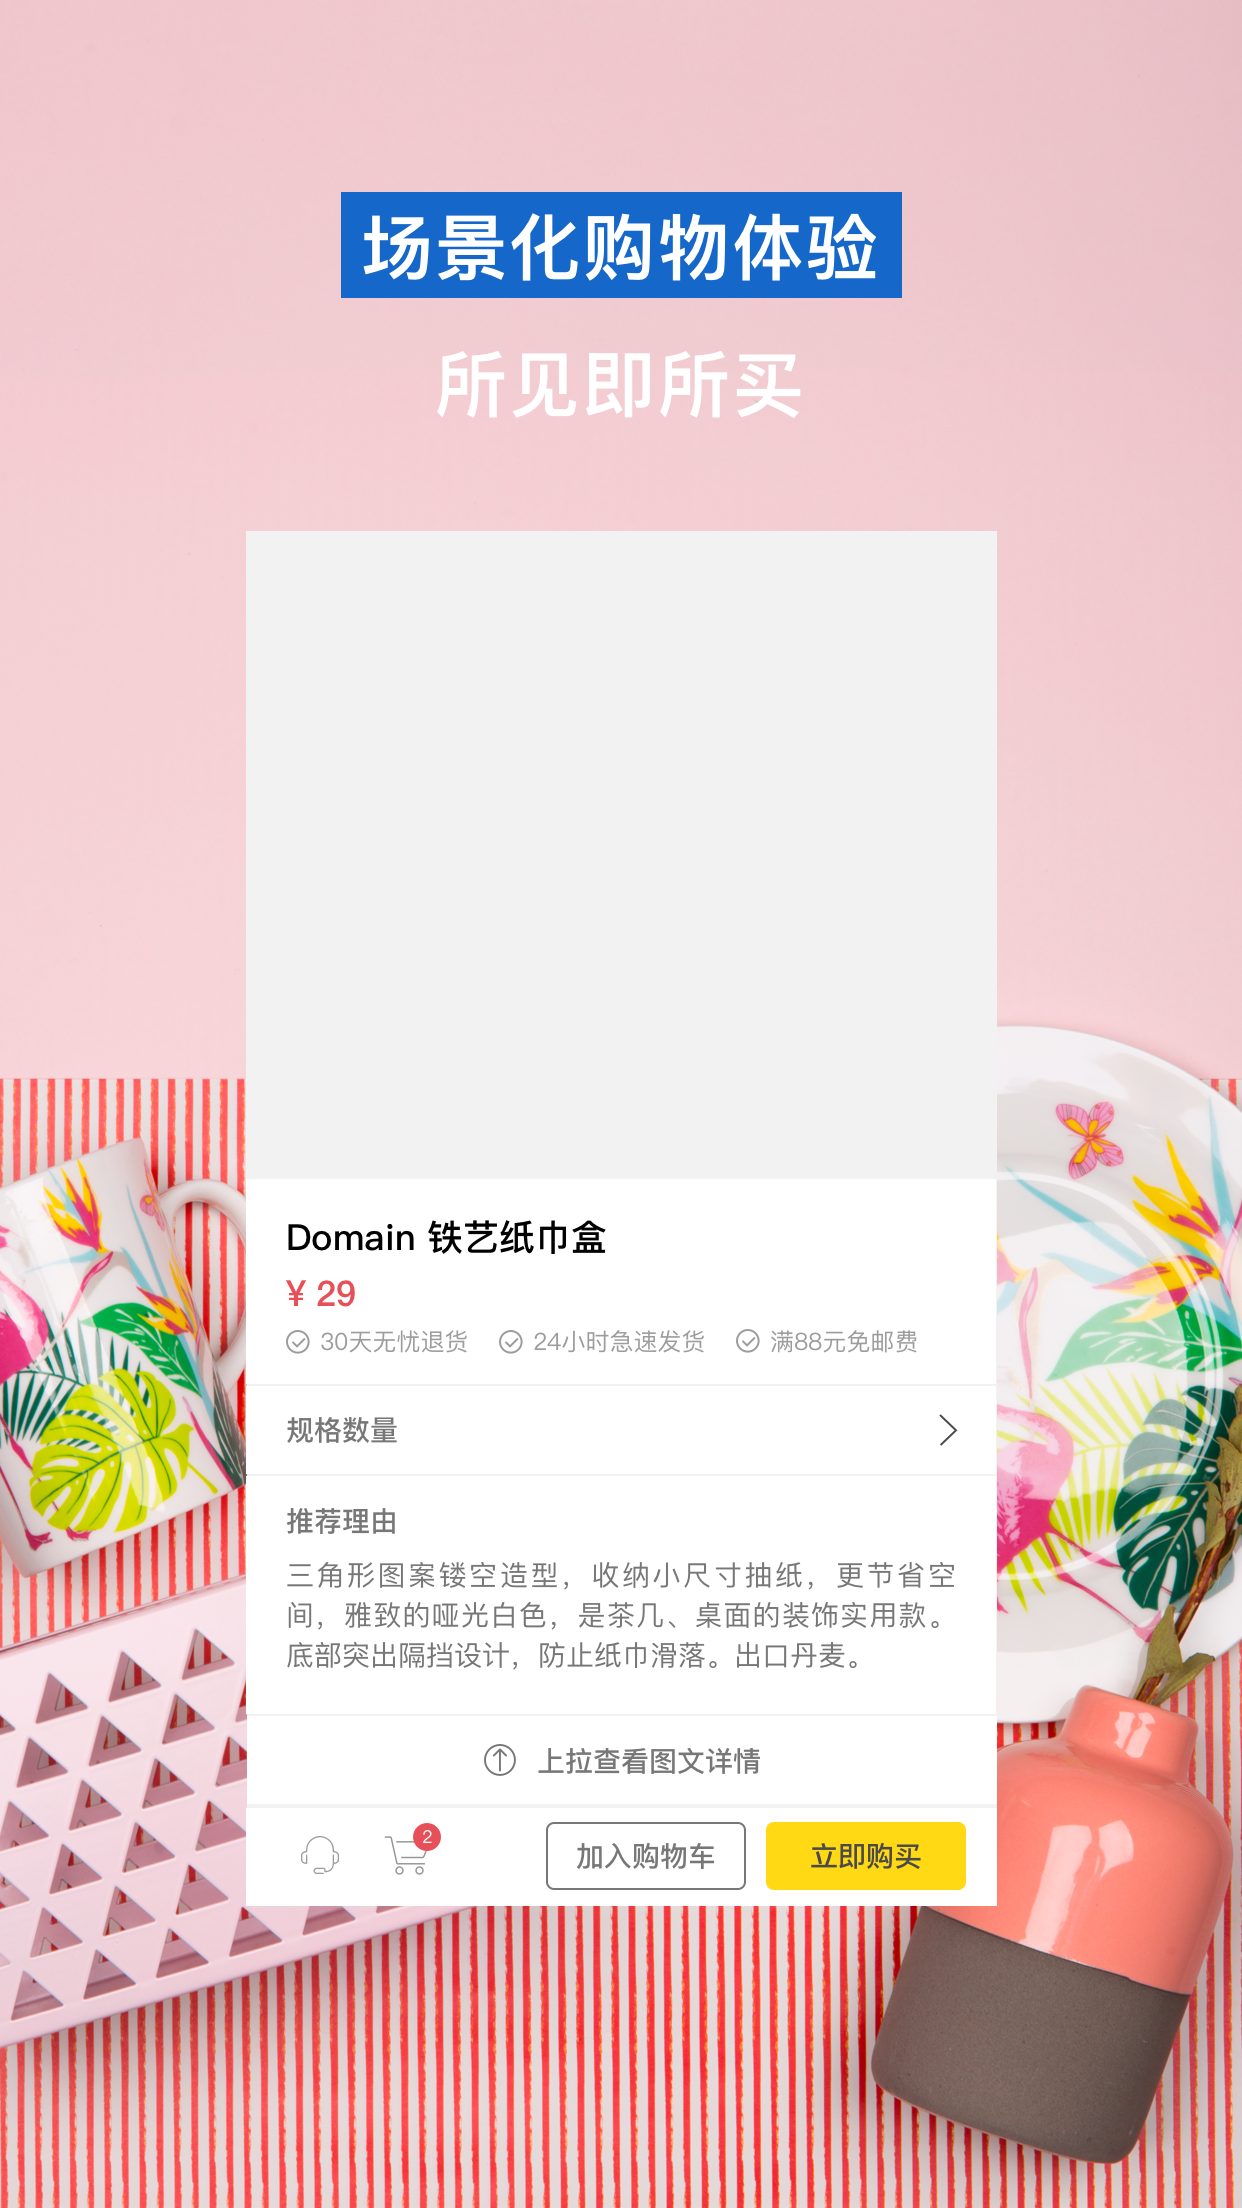 场景化购物体验
所见即所买
Domain 铁艺纸巾盒
¥ 29
30天无忧退货 24小时急速发货 满88元免邮费
规格数量
推荐理由
三角形图案镂空造型，收纳小尺寸抽纸，更节省空
间，雅致的哑光白色，是茶几、桌面的装饰实用款。
底部突出隔挡设计，防止纸巾滑落。出口丹麦。
上拉查看图文详情
2
加入购物车 立即购买